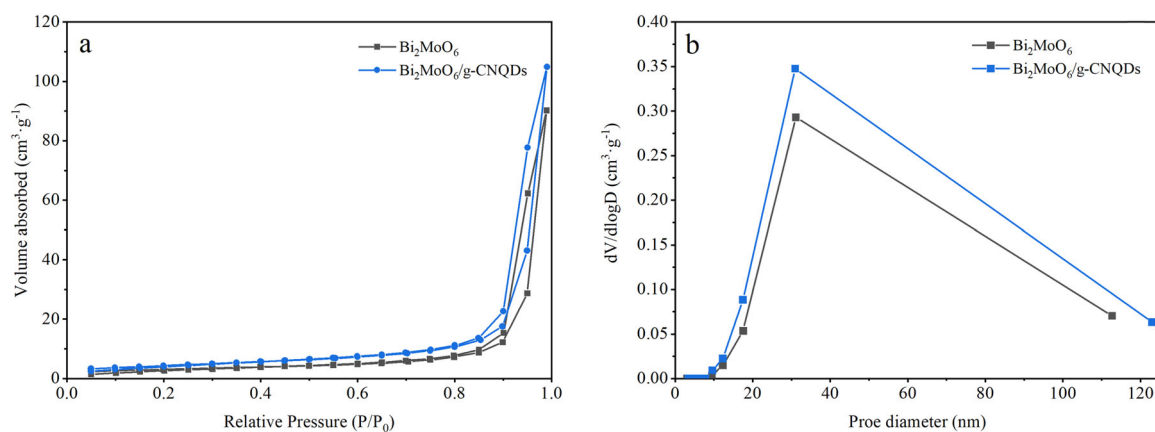 a
Bi₂MoO₆
Bi₂MoO₆/g-CNQDs
120
100
80
60
40
20
0
0.0 0.2 0.4 0.6 0.8 1.0
Volume absorbed (cm³·g⁻¹)
Relative Pressure (P/P₀)
b
Bi₂MoO₆
Bi₂MoO₆/g-CNQDs
0.40
0.35
0.30
0.25
0.20
0.15
0.10
0.05
0.00
0 20 40 60 80 100 120
dV/dlogD (cm³·g⁻¹)
Proe diameter (nm)